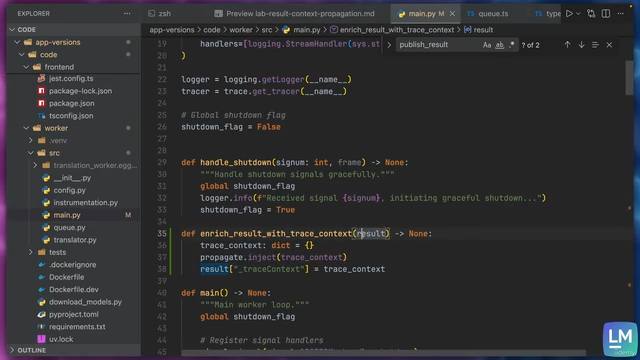 EXPLORER
zsh
Preview lab-result-context-propagation.md
main.py M
queue.ts
CODE
app-versions > code > worker > src > main.py > enrich_result_with_trace_context > result
app-versions
code
frontend
jest.config.ts
package-lock.json
package.json
tsconfig.json
worker
.venv
src
translation_worker.egg...
__init__.py
config.py
instrumentation.py
main.py M
queue.py
translator.py
.dockerignore
Dockerfile
Dockerfile.dev
download_models.py
pyproject.toml
requirements.txt
uv.lock
OUTLINE
publish_result
Aa ab .* ? of 2
19 handlers=[logging.StreamHandler(sys.st
20 )
21
22 logger = logging.getLogger(__name__)
23 tracer = trace.get_tracer(__name__)
24
25 # Global shutdown flag
26 shutdown_flag = False
27
28
29 def handle_shutdown(signum: int, frame) -> None:
30 """Handle shutdown signals gracefully."""
31 global shutdown_flag
32 logger.info(f"Received signal {signum}, initiating graceful shutdown...")
33 shutdown_flag = True
34
35 def enrich_result_with_trace_context(result) -> None:
36 trace_context: dict = {}
37 propagate.inject(trace_context)
38 result["_traceContext"] = trace_context
39
40 def main() -> None:
41 """Main worker loop."""
42 global shutdown_flag
43
44 # Register signal handlers
LM
udemy